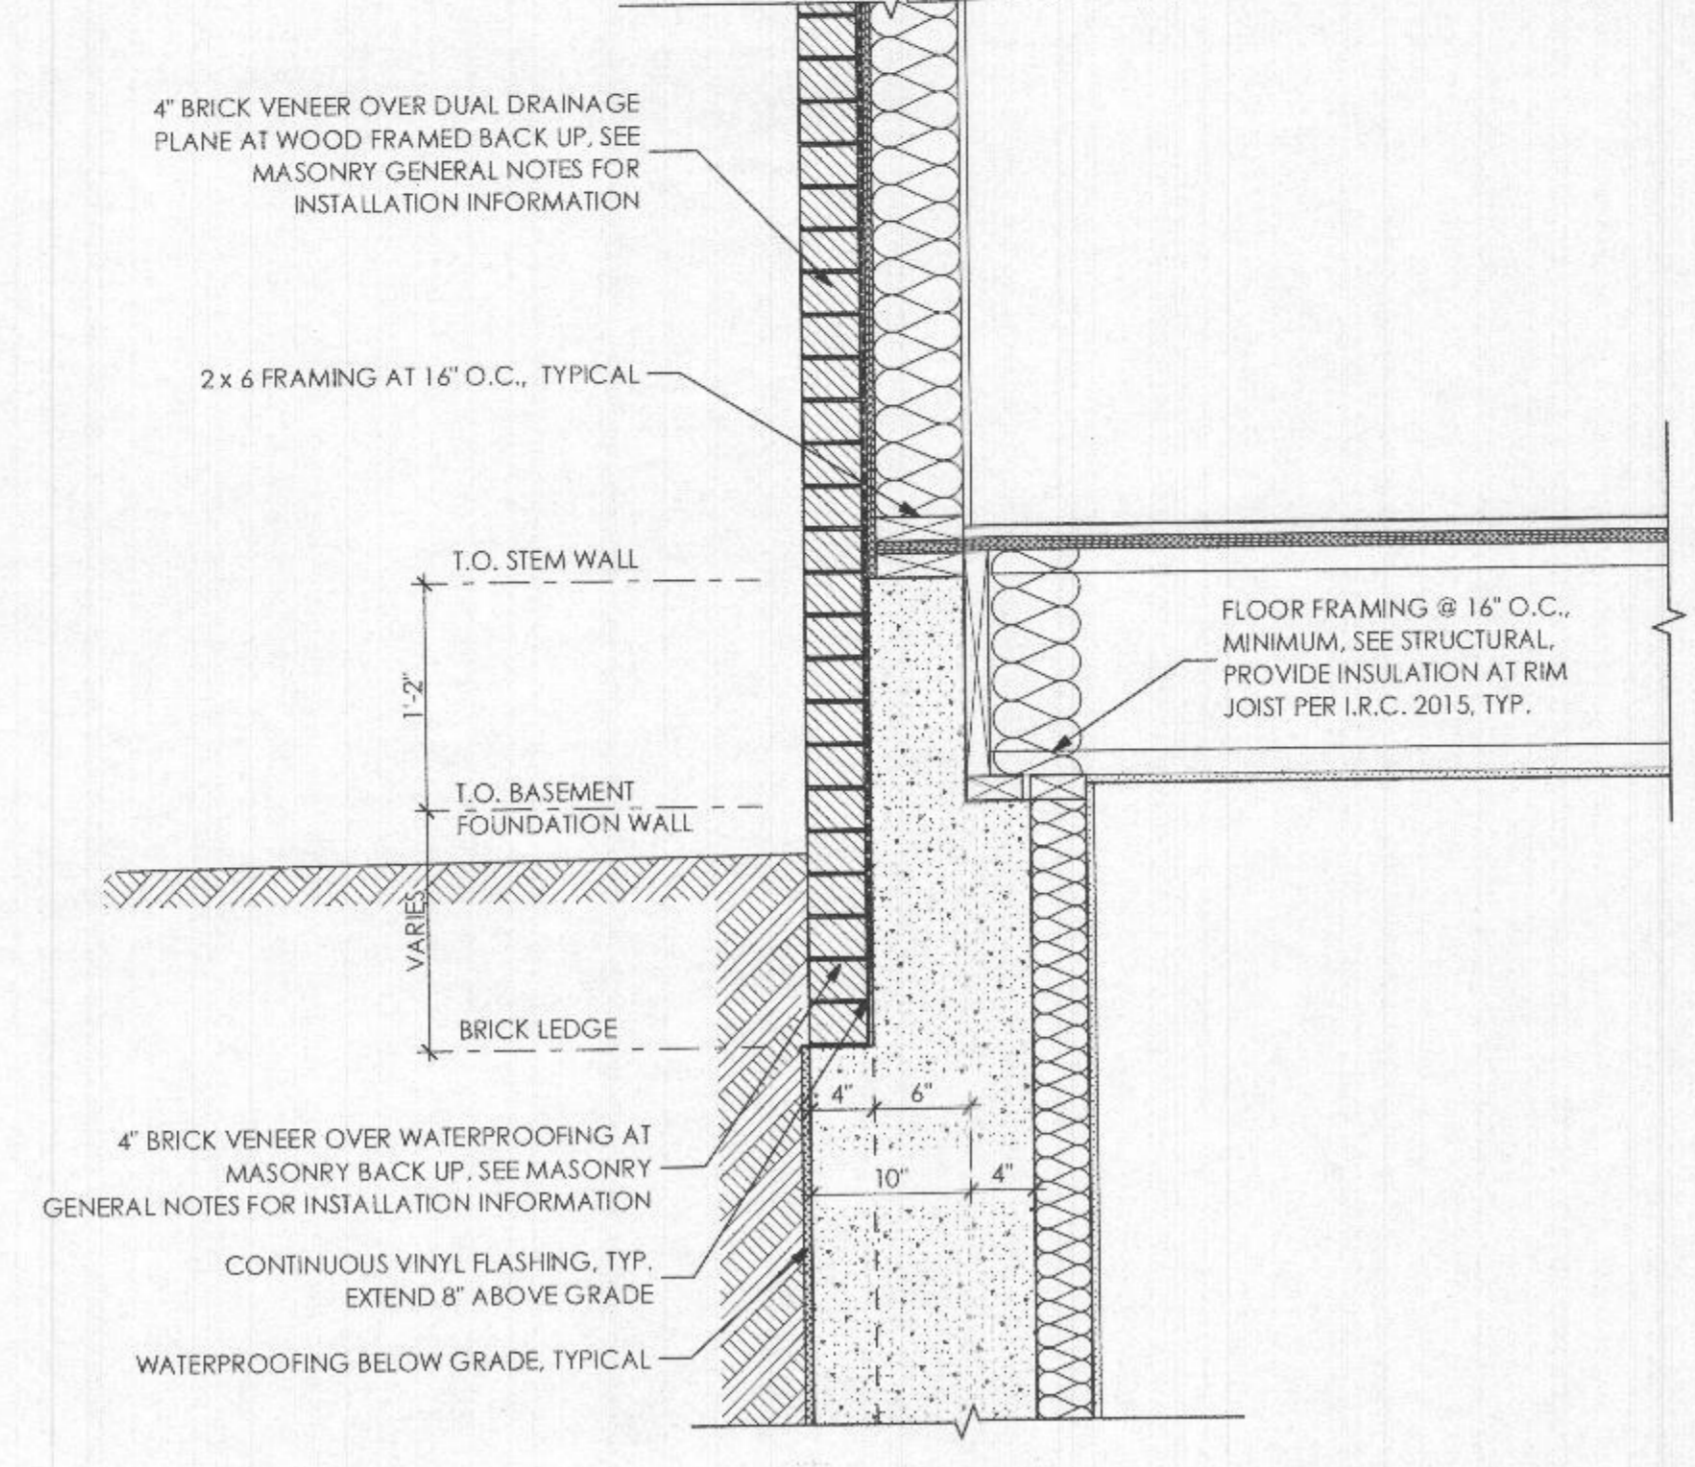 4" BRICK VENEER OVER DUAL DRAINAGE
PLANE AT WOOD FRAMED BACK UP, SEE
MASONRY GENERAL NOTES FOR
INSTALLATION INFORMATION
2 x 6 FRAMING AT 16" O.C., TYPICAL
T.O. STEM WALL
1'-2"
T.O. BASEMENT
FOUNDATION WALL
VARIES
BRICK LEDGE
FLOOR FRAMING @ 16" O.C.,
MINIMUM, SEE STRUCTURAL,
PROVIDE INSULATION AT RIM
JOIST PER I.R.C. 2015, TYP.
4" 6"
10" 4"
4" BRICK VENEER OVER WATERPROOFING AT
MASONRY BACK UP, SEE MASONRY
GENERAL NOTES FOR INSTALLATION INFORMATION
CONTINUOUS VINYL FLASHING, TYP.
EXTEND 8" ABOVE GRADE
WATERPROOFING BELOW GRADE, TYPICAL